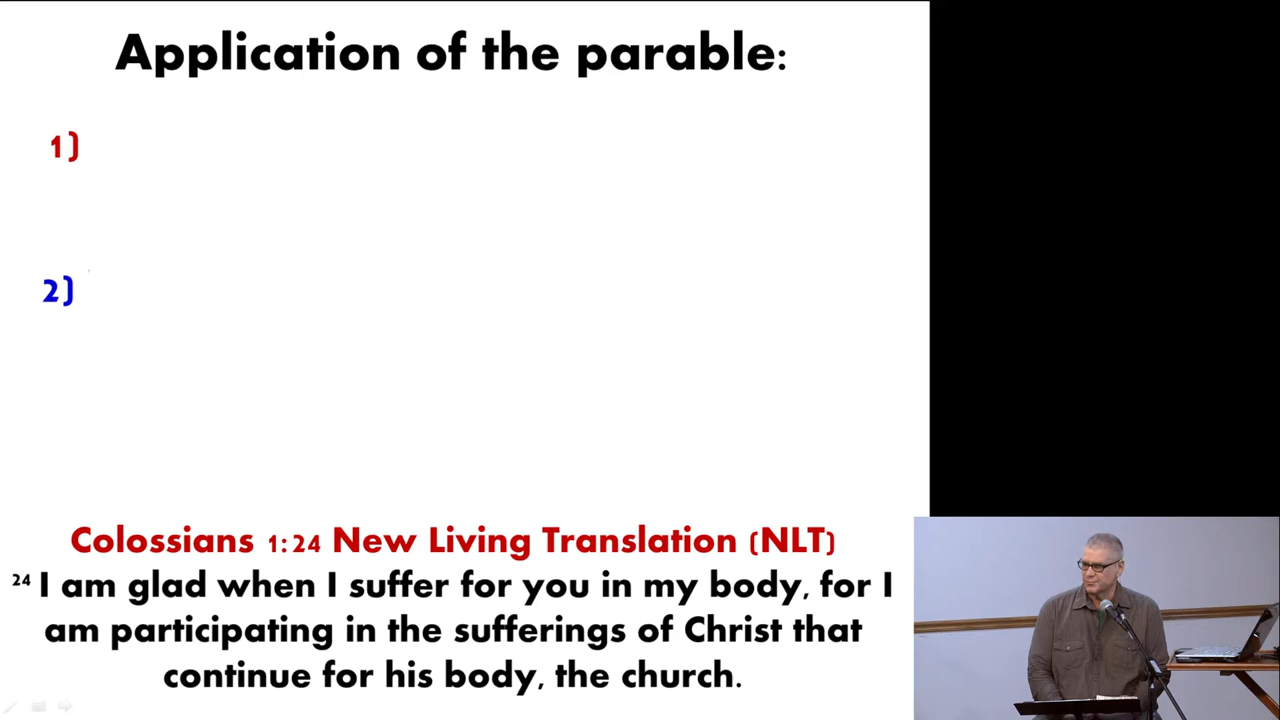 Application of the parable:
1)
2)
Colossians 1:24 New Living Translation (NLT)
24 I am glad when I suffer for you in my body, for I
am participating in the sufferings of Christ that
continue for his body, the church.